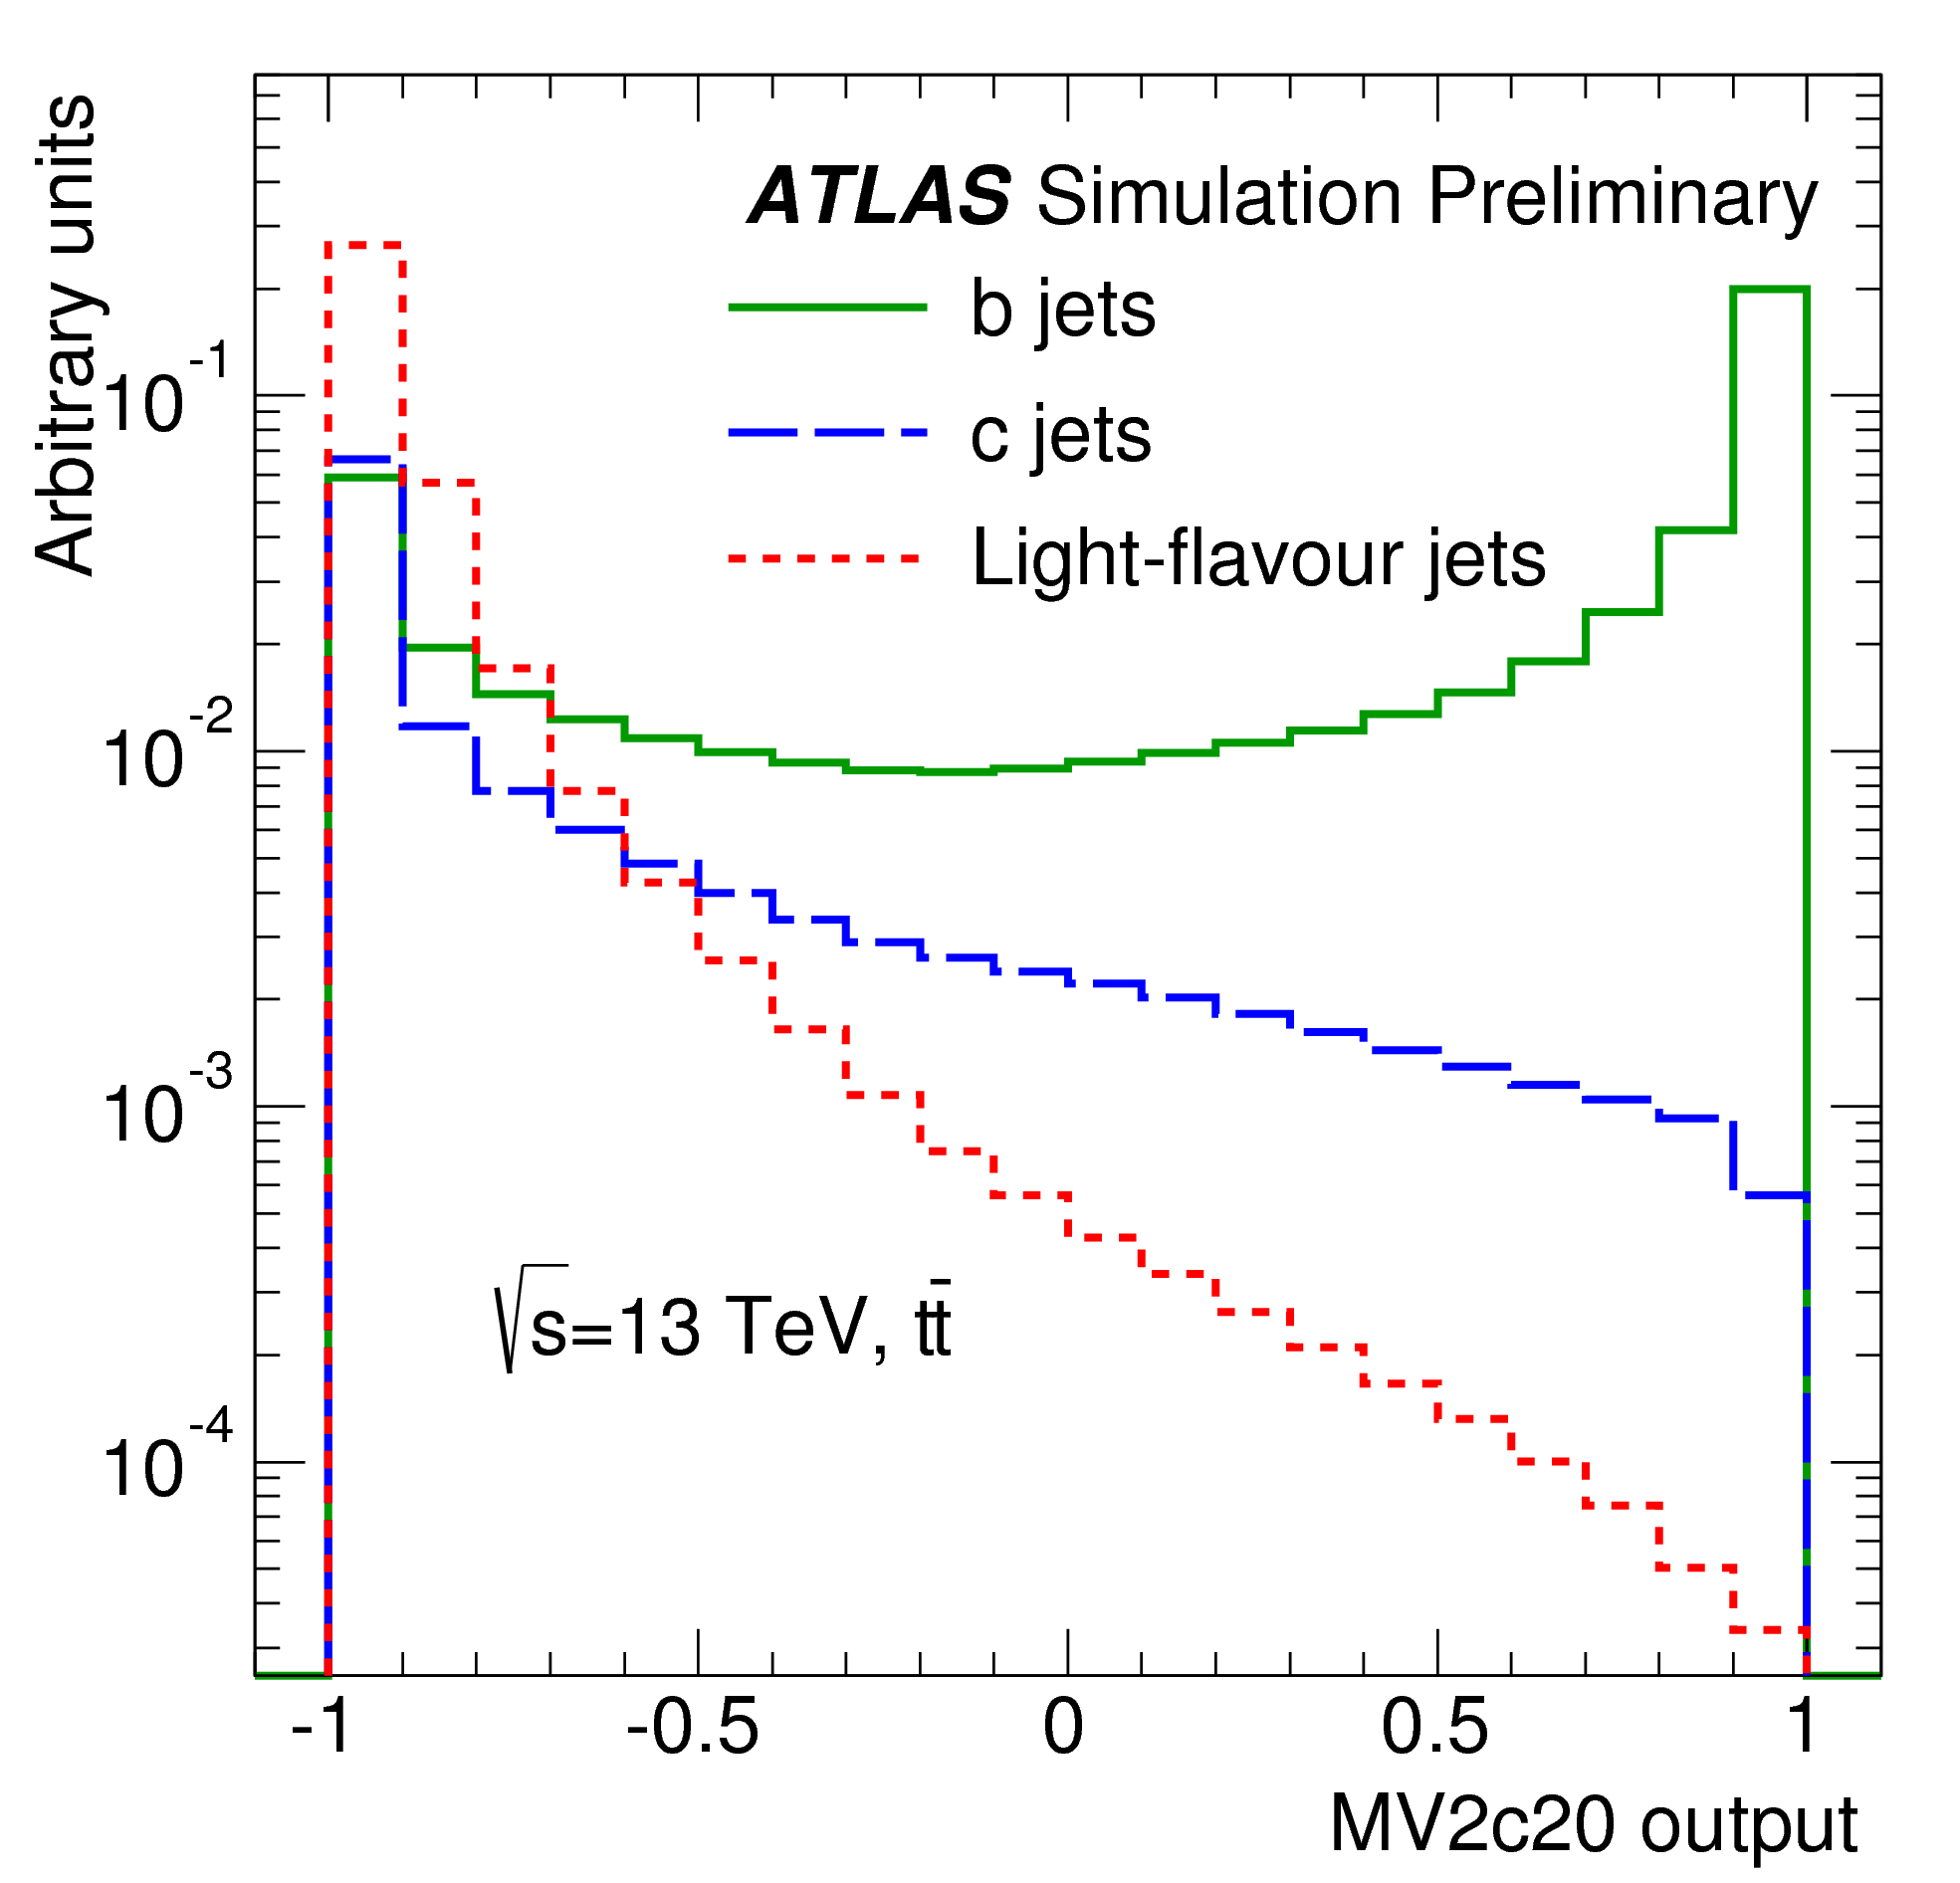 Arbitrary units
ATLAS Simulation Preliminary
b jets
c jets
Light-flavour jets
10⁻¹
10⁻²
10⁻³
10⁻⁴
√s=13 TeV, tt̄
-1 -0.5 0 0.5 1
MV2c20 output